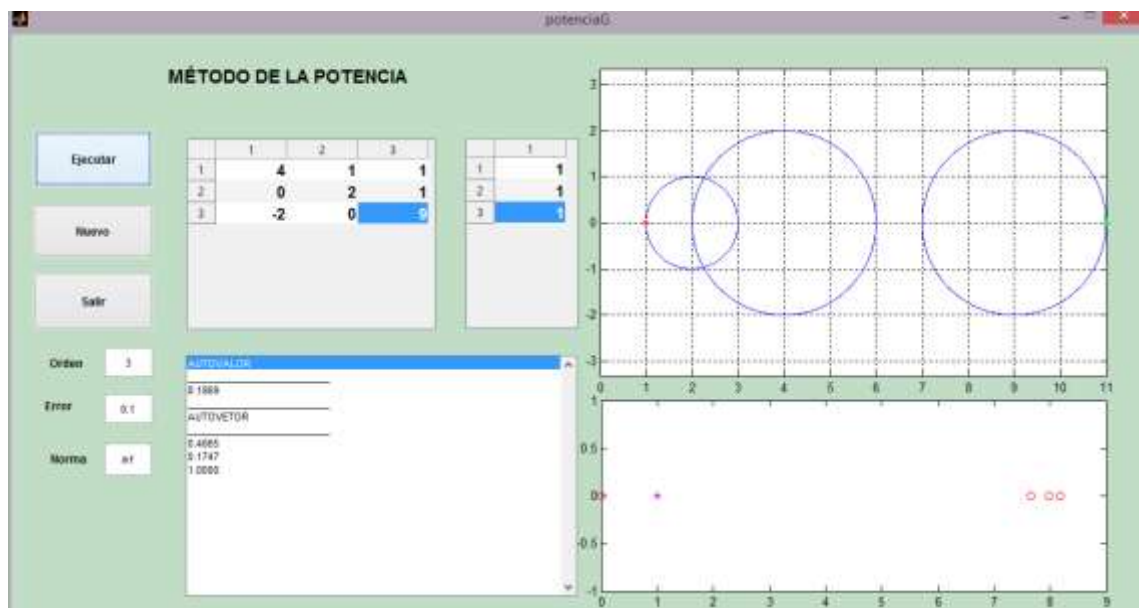 potenciaG
MÉTODO DE LA POTENCIA
Ejecutar
Nuevo
Salir
1 2 3
1 4 1 1
2 0 2 1
3 -2 0 9
1
1 1
2 1
3 1
Orden 3
Error 0.1
Norma inf
AUTOVALOR
AUTOVETOR
0.1747
1.0000
3
2
1
0
-1
-2
-3
0 1 2 3 4 5 6 7 8 9 10 11
1
0.5
0
-0.5
-1
0 1 2 3 4 5 6 7 8 9